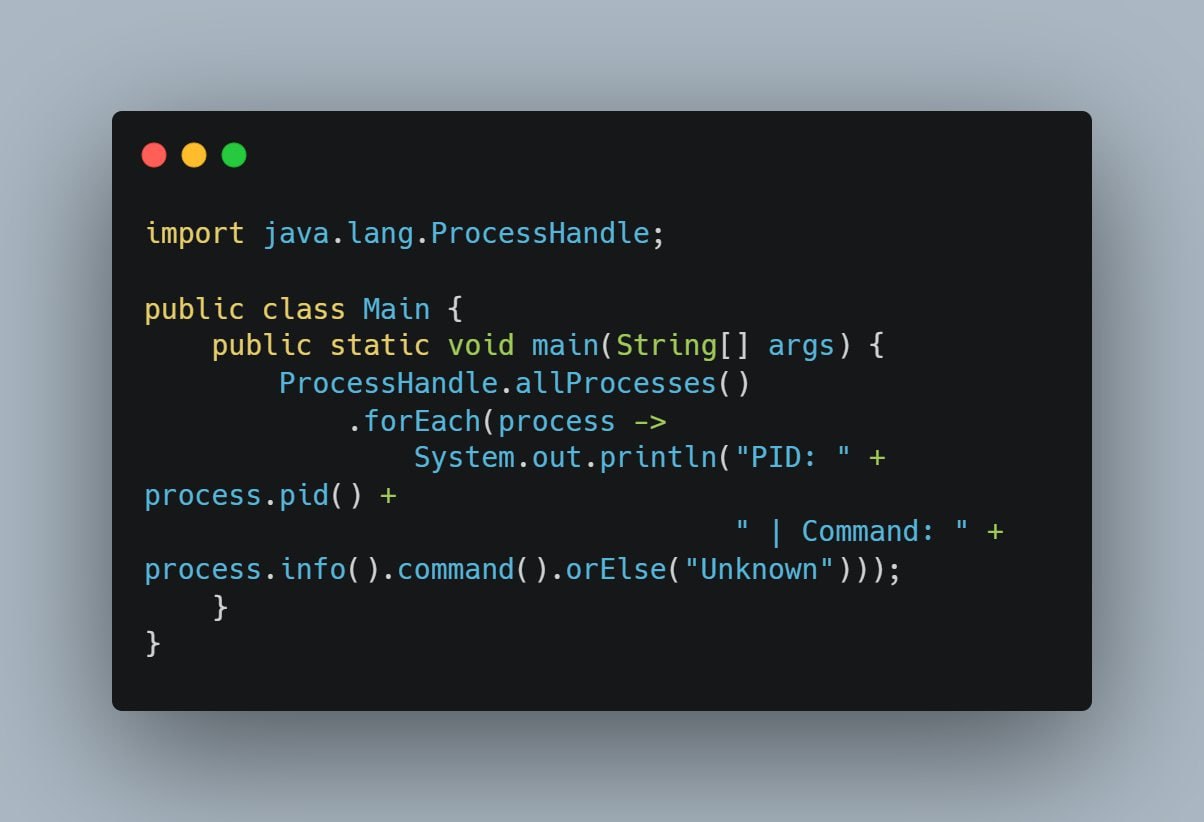 import java.lang.ProcessHandle;

public class Main {
    public static void main(String[] args) {
        ProcessHandle.allProcesses()
            .forEach(process ->
                System.out.println("PID: " +
process.pid() +
                                   " | Command: " +
process.info().command().orElse("Unknown")));
    }
}